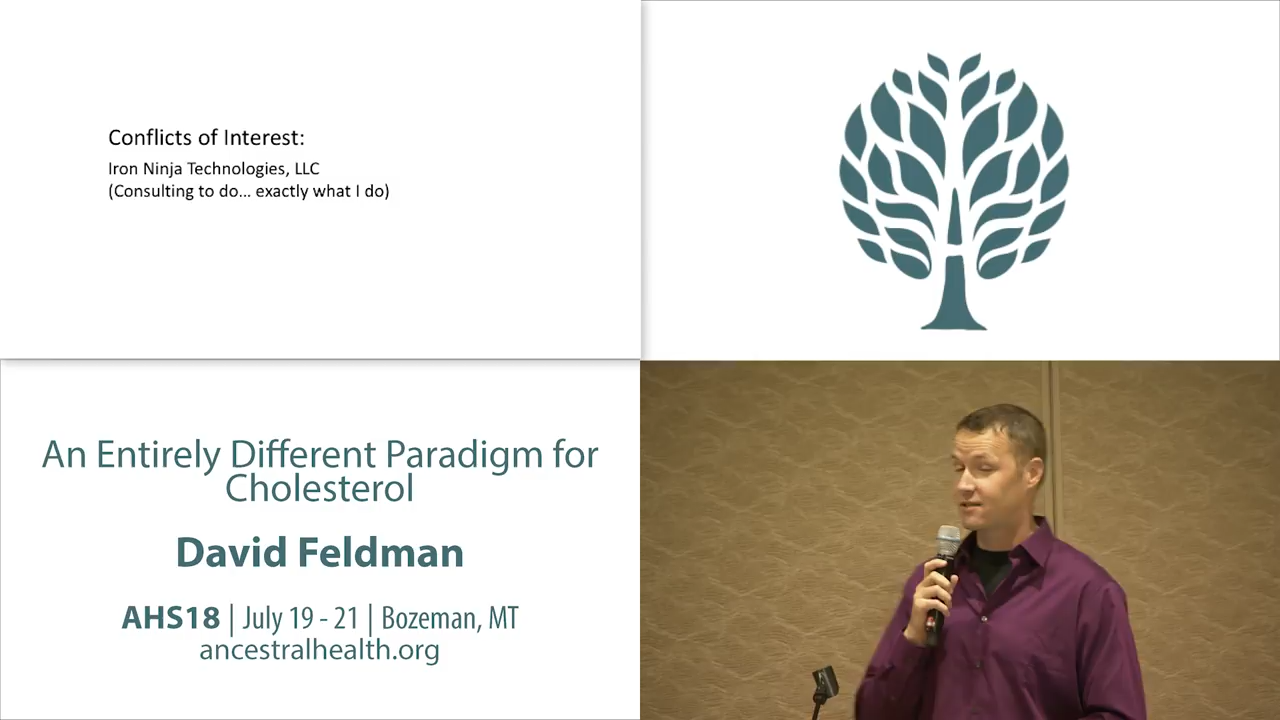 Conflicts of Interest:
Iron Ninja Technologies, LLC
(Consulting to do... exactly what I do)
An Entirely Different Paradigm for
Cholesterol
David Feldman
AHS18 | July 19 - 21 | Bozeman, MT
ancestralhealth.org